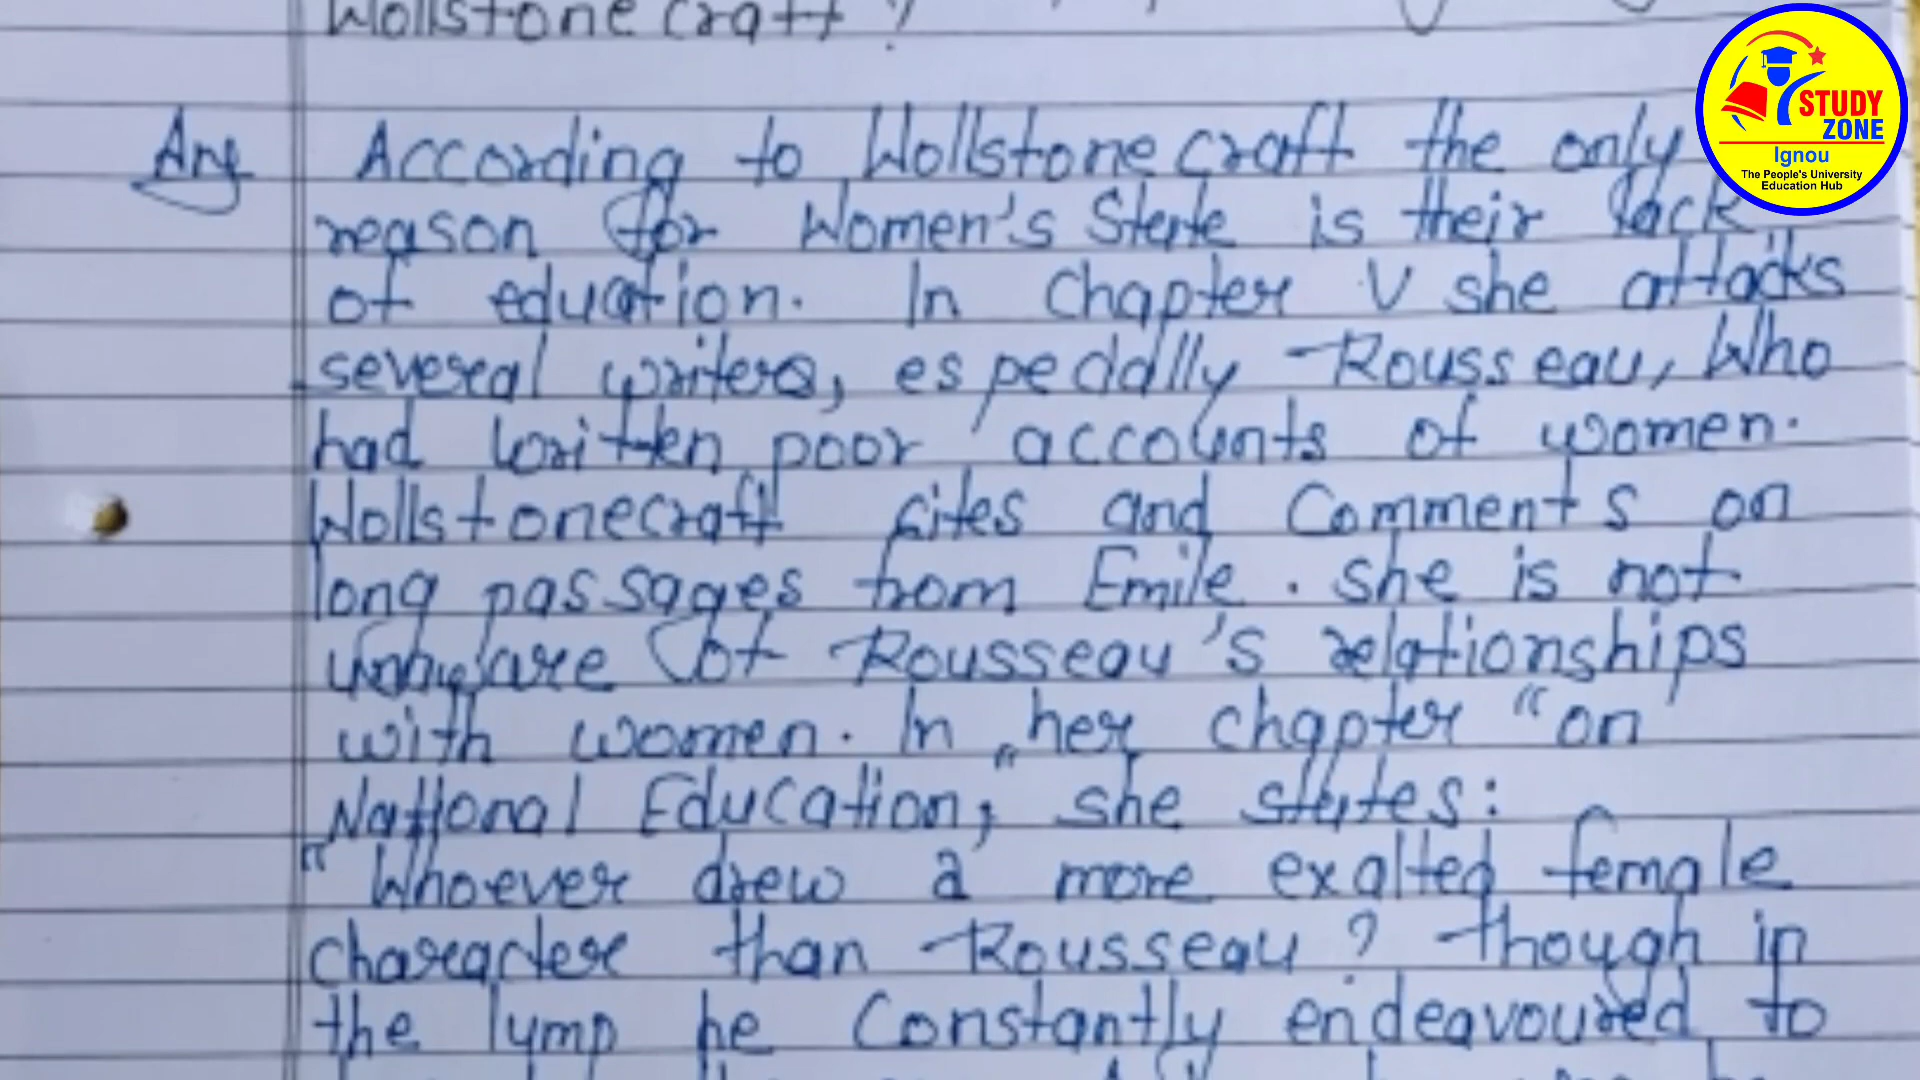 Wollstonecraft?
Ans According to Wollstonecraft the only
reason for Women's State is their lack
of eduation. In Chapter V she attacks
several writers, especially Rousseau, Who
had written poor accounts of women.
Wollstonecraft cites and Comments on
long passages from Emile. She is not
unaware of Rousseau's relationships
with women. In her chapter "on
National Education," she states:
"Whoever drew a more exalted female
character than Rousseau? though in
the lymp he Constantly endeavoured to
STUDY
ZONE
Ignou
The People's University
Education Hub